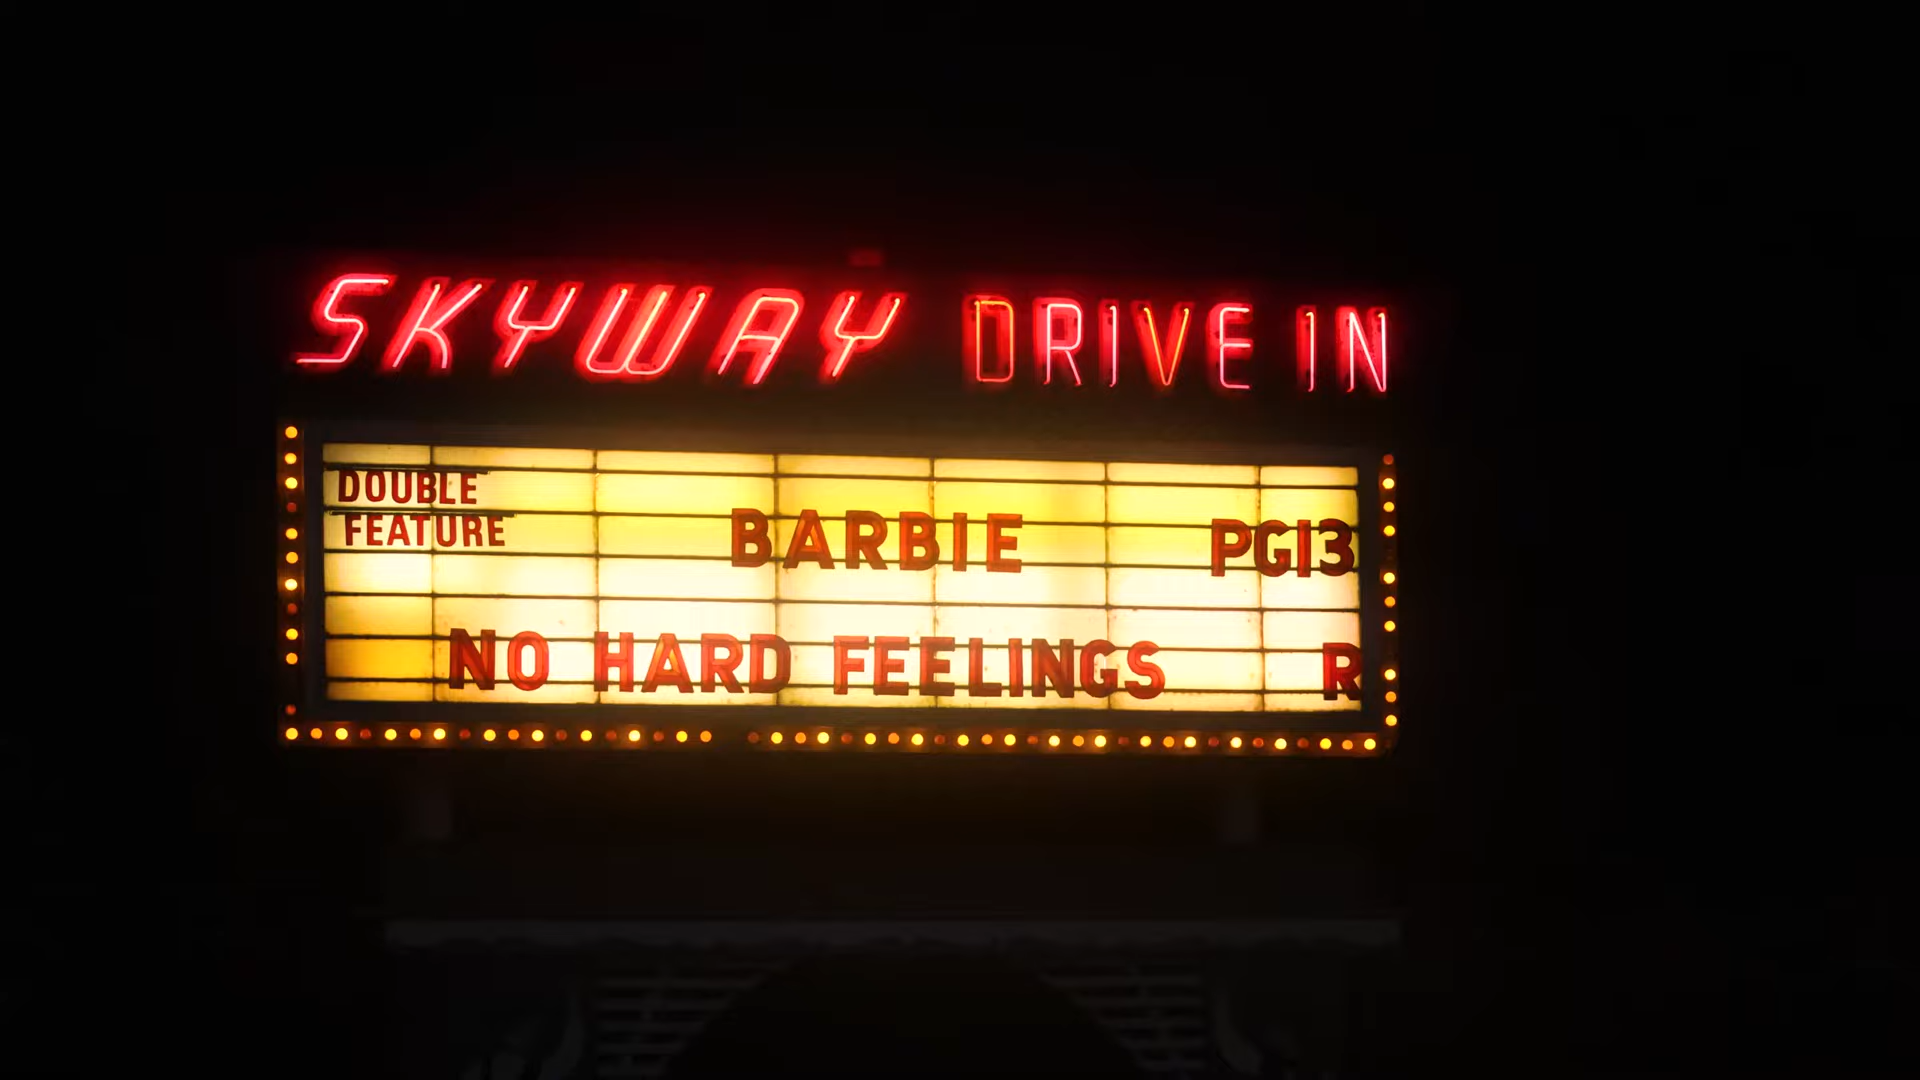 SKYWAY DRIVE IN
DOUBLE
FEATURE
BARBIE PG13
NO HARD FEELINGS R